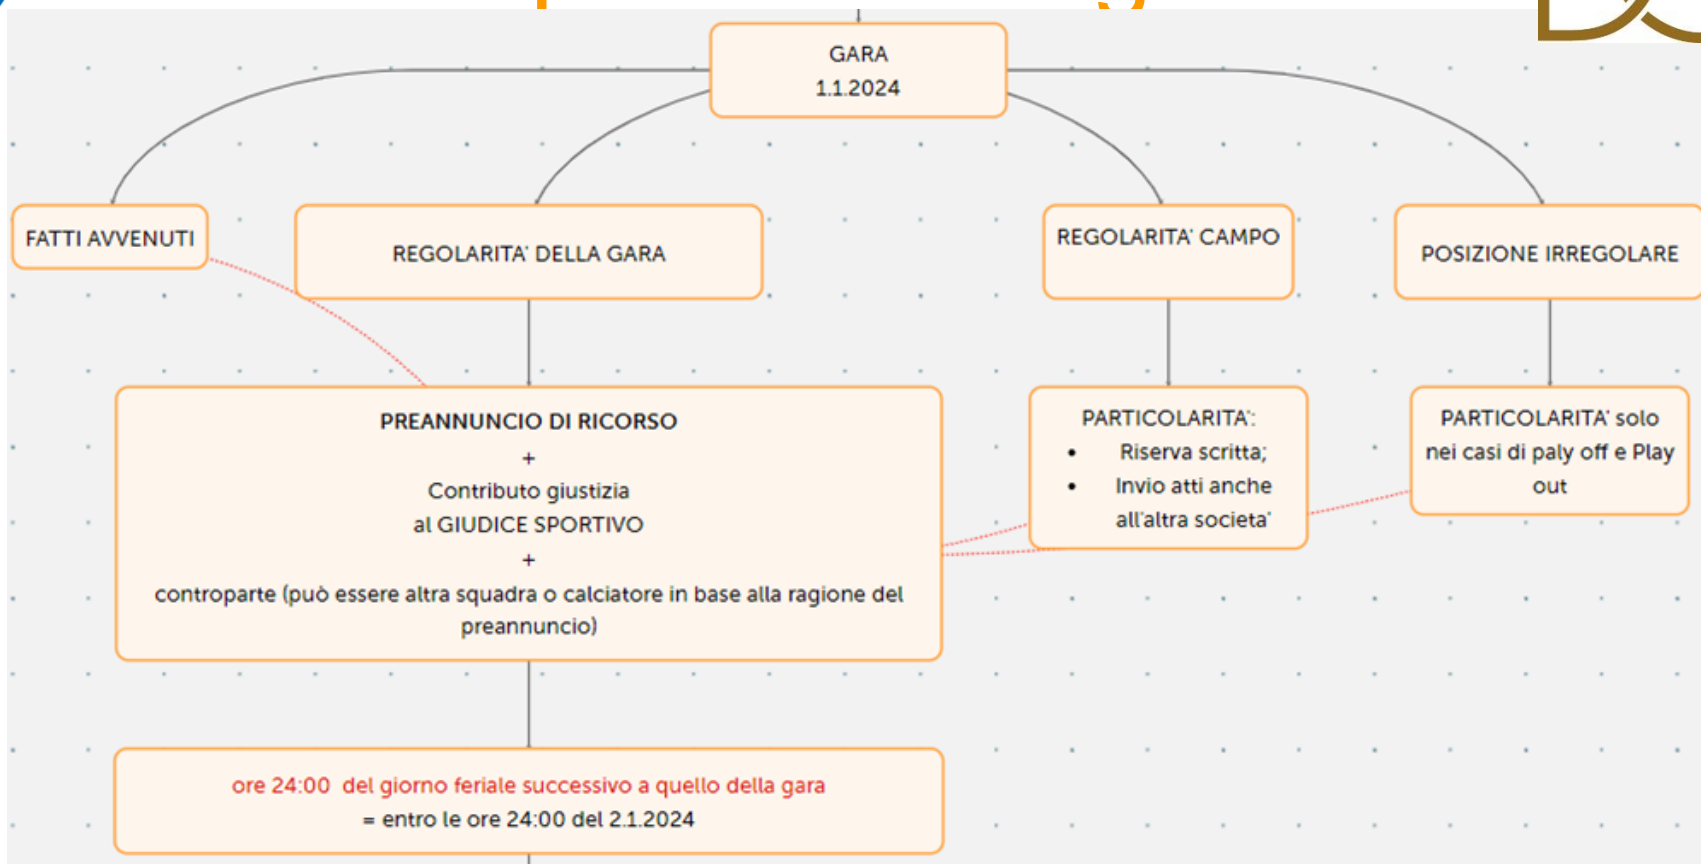 GARA
1.1.2024
FATTI AVVENUTI
REGOLARITA' DELLA GARA
REGOLARITA' CAMPO
POSIZIONE IRREGOLARE
PREANNUNCIO DI RICORSO
+
Contributo giustizia
al GIUDICE SPORTIVO
+
controparte (può essere altra squadra o calciatore in base alla ragione del
preannuncio)
PARTICOLARITA':
• Riserva scritta;
• Invio atti anche
all'altra societa'
PARTICOLARITA' solo
nei casi di paly off e Play
out
ore 24:00 del giorno feriale successivo a quello della gara
= entro le ore 24:00 del 2.1.2024